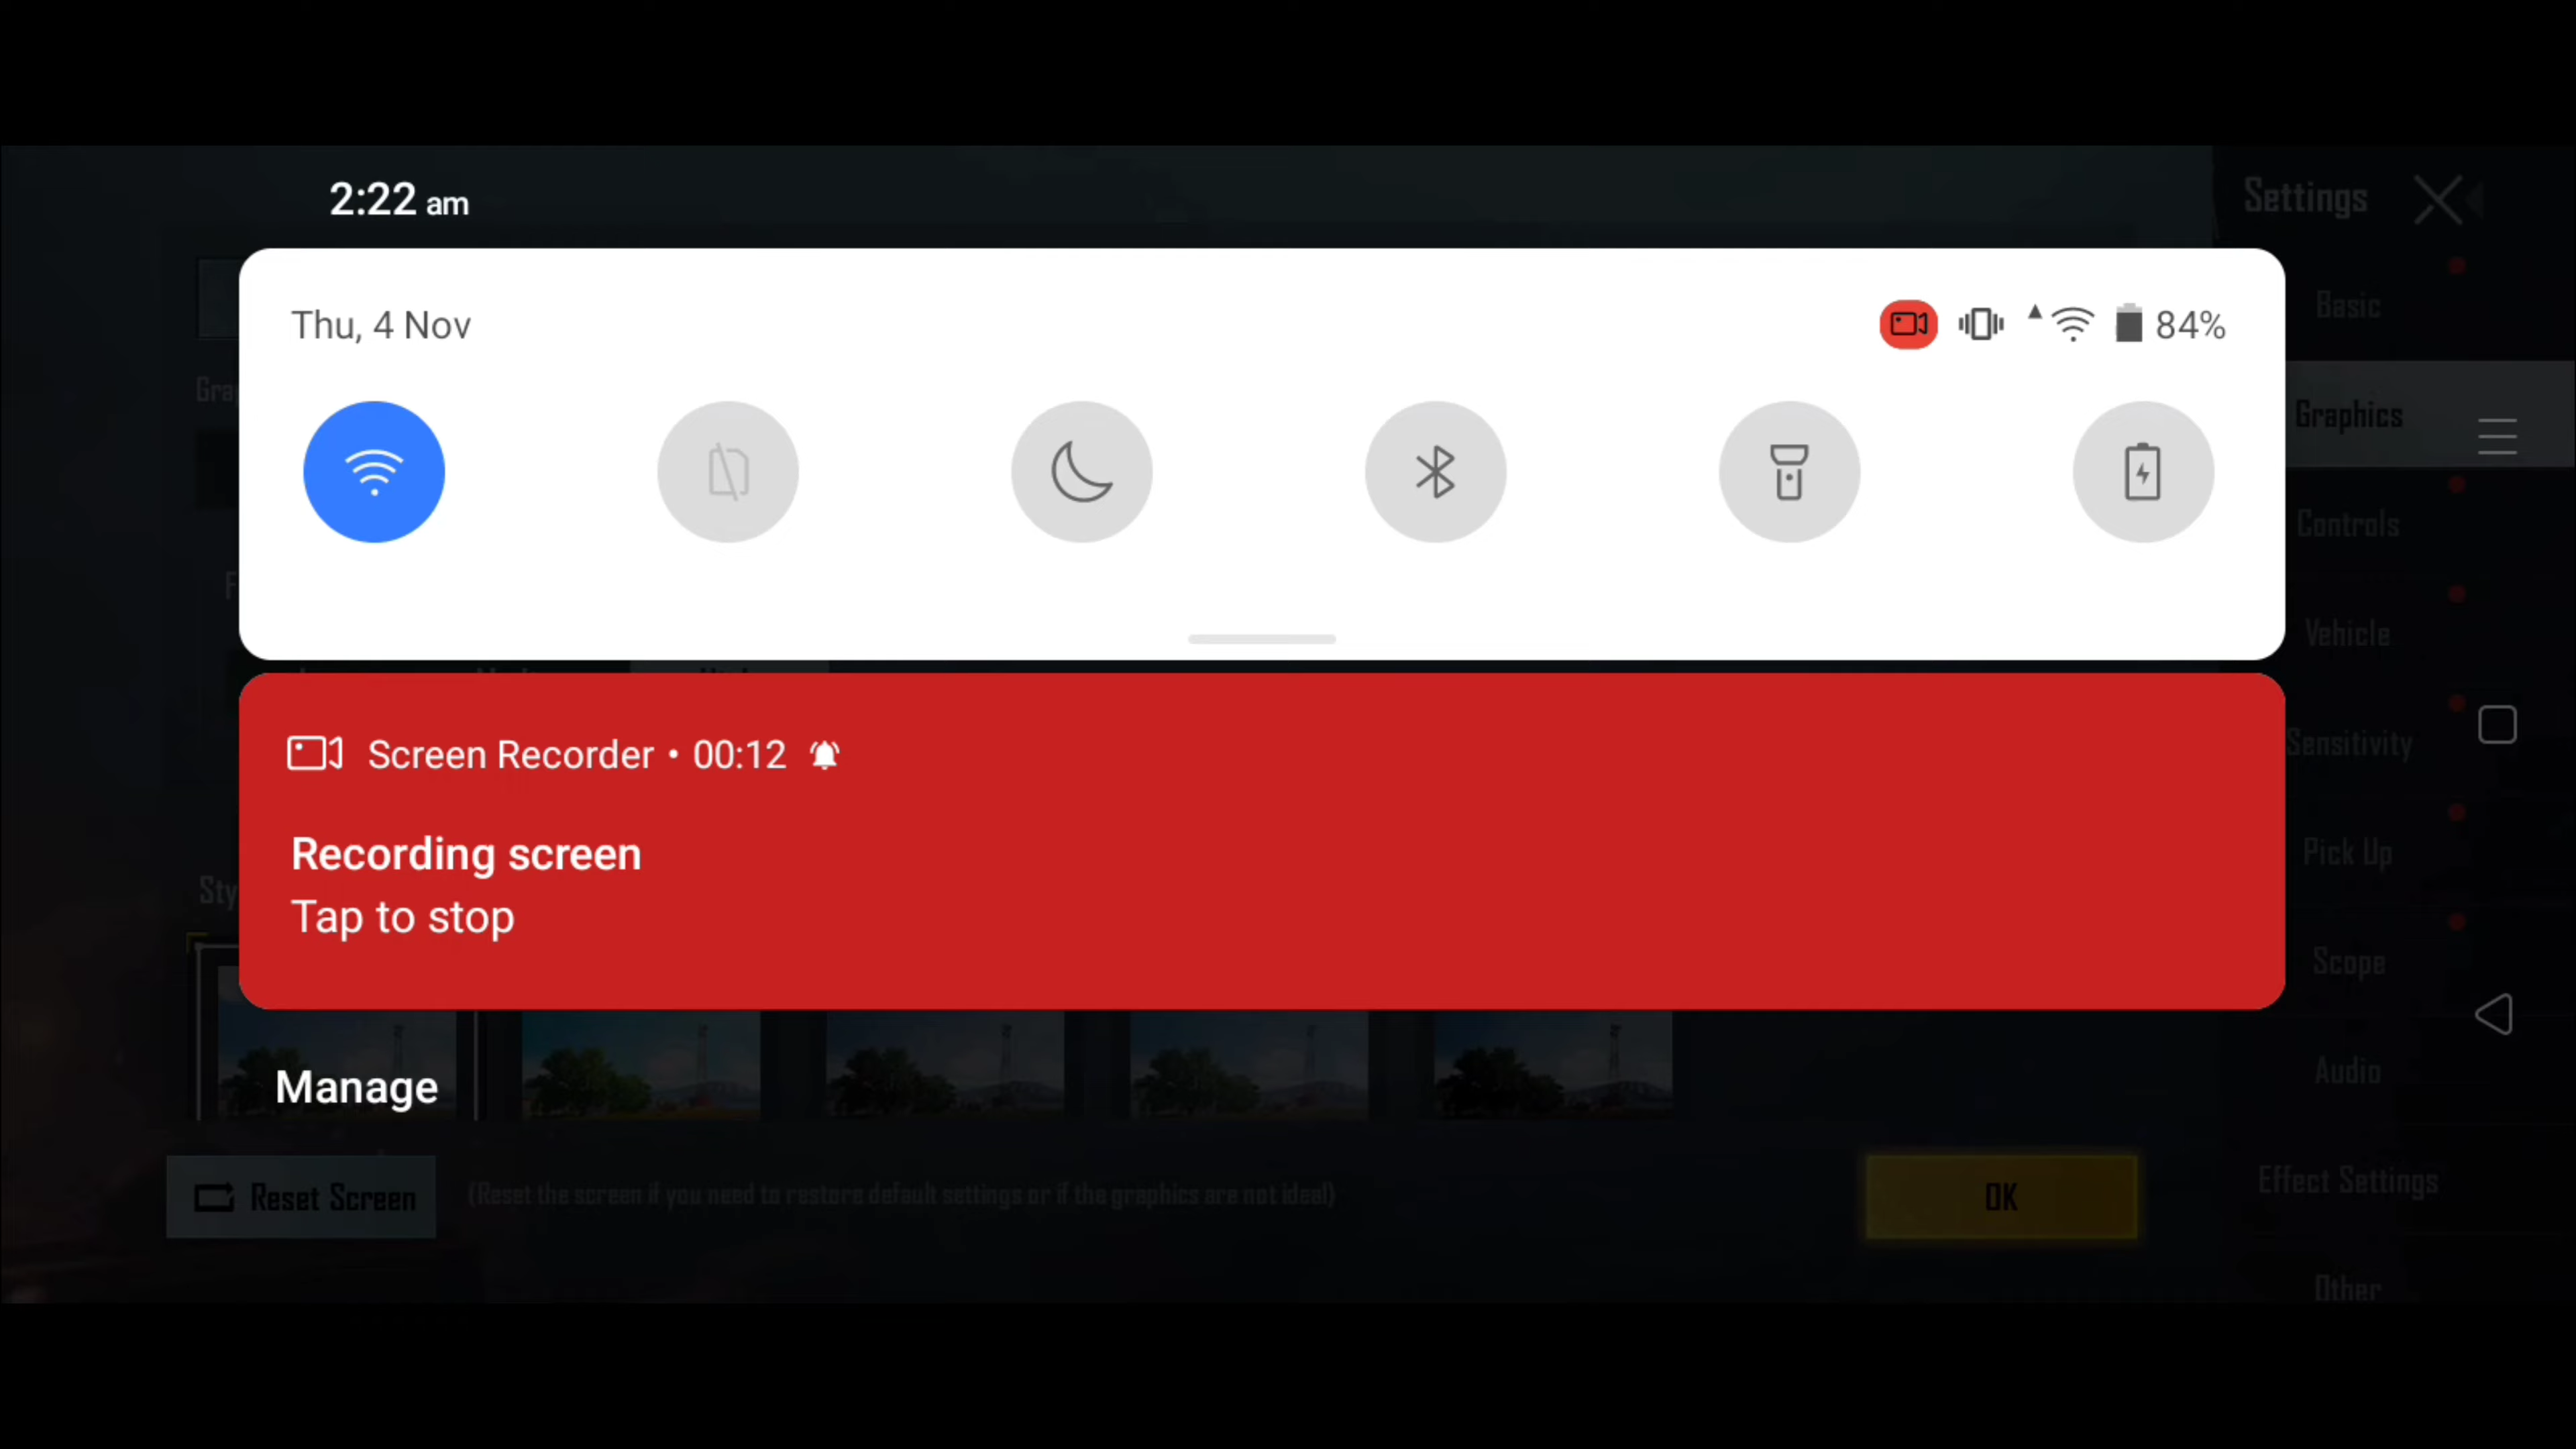 2:22 am
Settings
Thu, 4 Nov
84%
Basic
Graphics
Controls
Vehicle
Sensitivity
Screen Recorder • 00:12
Recording screen
Tap to stop
Pick Up
Scope
Manage
Audio
Reset Screen
(Reset the screen if you need to restore default settings or if the graphics are not ideal)
OK
Effect Settings
Other